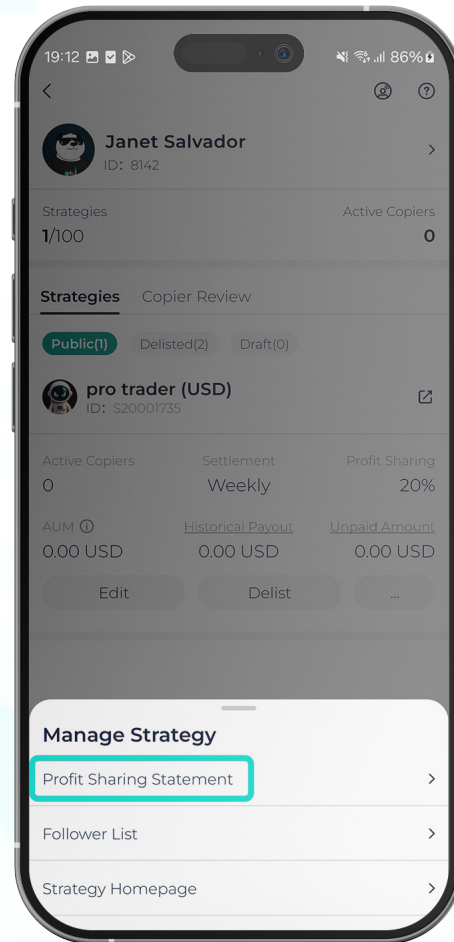 19:12 86%
Janet Salvador
ID: 8142
Strategies Active Copiers
1/100 0
Strategies Copier Review
Public(1) Delisted(2) Draft(0)
pro trader (USD)
ID: S20001735
Active Copiers Settlement Profit Sharing
0 Weekly 20%
AUM Historical Payout Unpaid Amount
0.00 USD 0.00 USD 0.00 USD
Edit Delist ...
Manage Strategy
Profit Sharing Statement
Follower List
Strategy Homepage